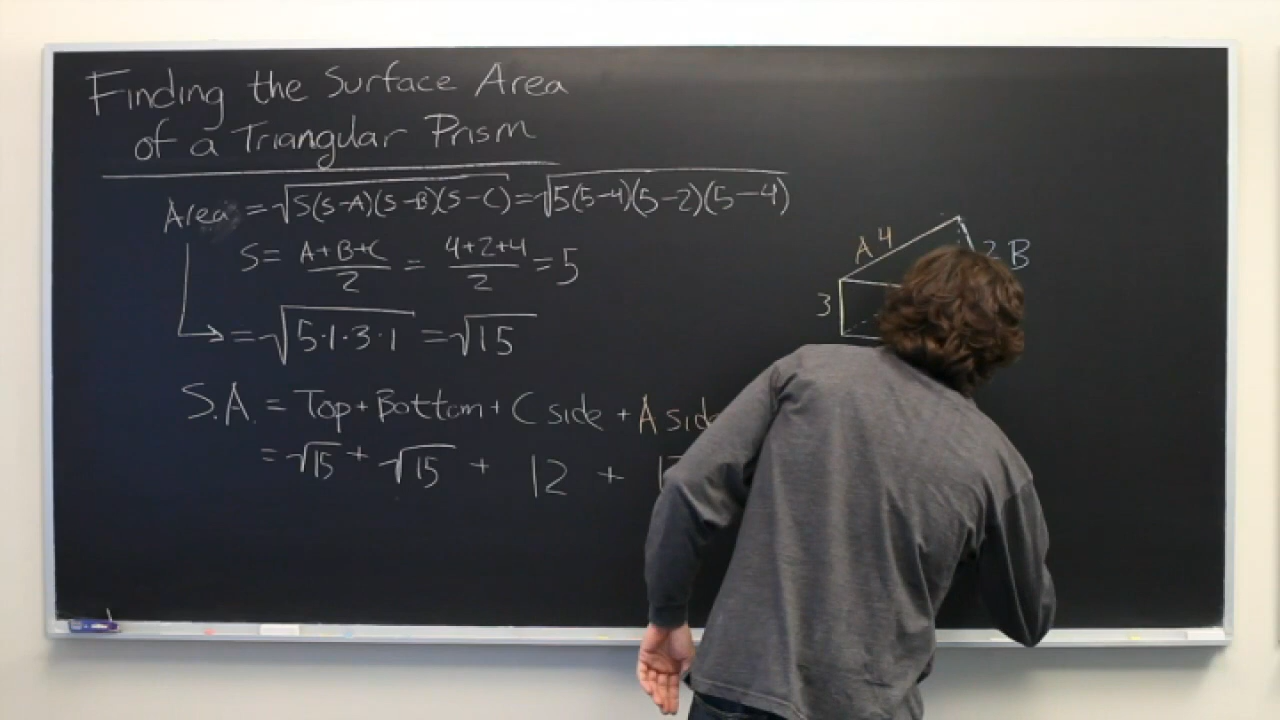 Finding the Surface Area
of a Triangular Prism
Area = √S(S-A)(S-B)(S-C) = √5(5-4)(5-2)(5-4)
S = A+B+C/2 = 4+2+4/2 = 5
= √5·1·3·1 = √15
S.A. = Top + Bottom + C side + A side
= √15 + √15 + 12 +
A 4
2 B
3